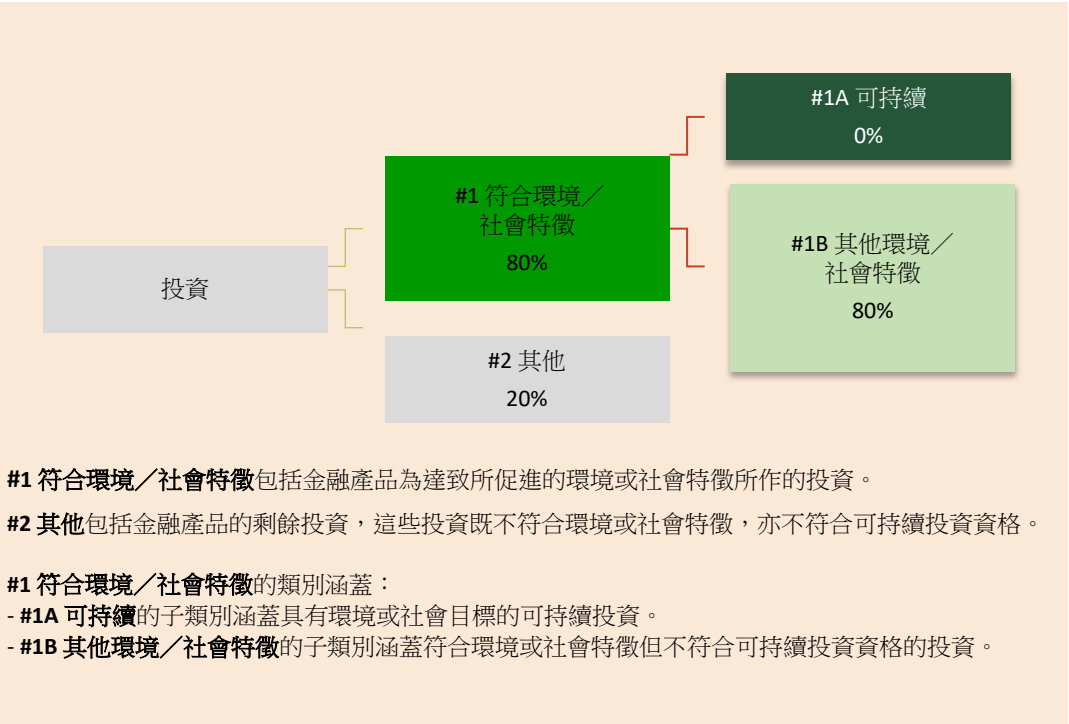 #1A 可持續
0%
#1 符合環境／
社會特徵
80%
#1B 其他環境／
社會特徵
80%
投資
#2 其他
20%
#1 符合環境／社會特徵包括金融產品為達致所促進的環境或社會特徵所作的投資。
#2 其他包括金融產品的剩餘投資，這些投資既不符合環境或社會特徵，亦不符合可持續投資資格。
#1 符合環境／社會特徵的類別涵蓋：
- #1A 可持續的子類別涵蓋具有環境或社會目標的可持續投資。
- #1B 其他環境／社會特徵的子類別涵蓋符合環境或社會特徵但不符合可持續投資資格的投資。